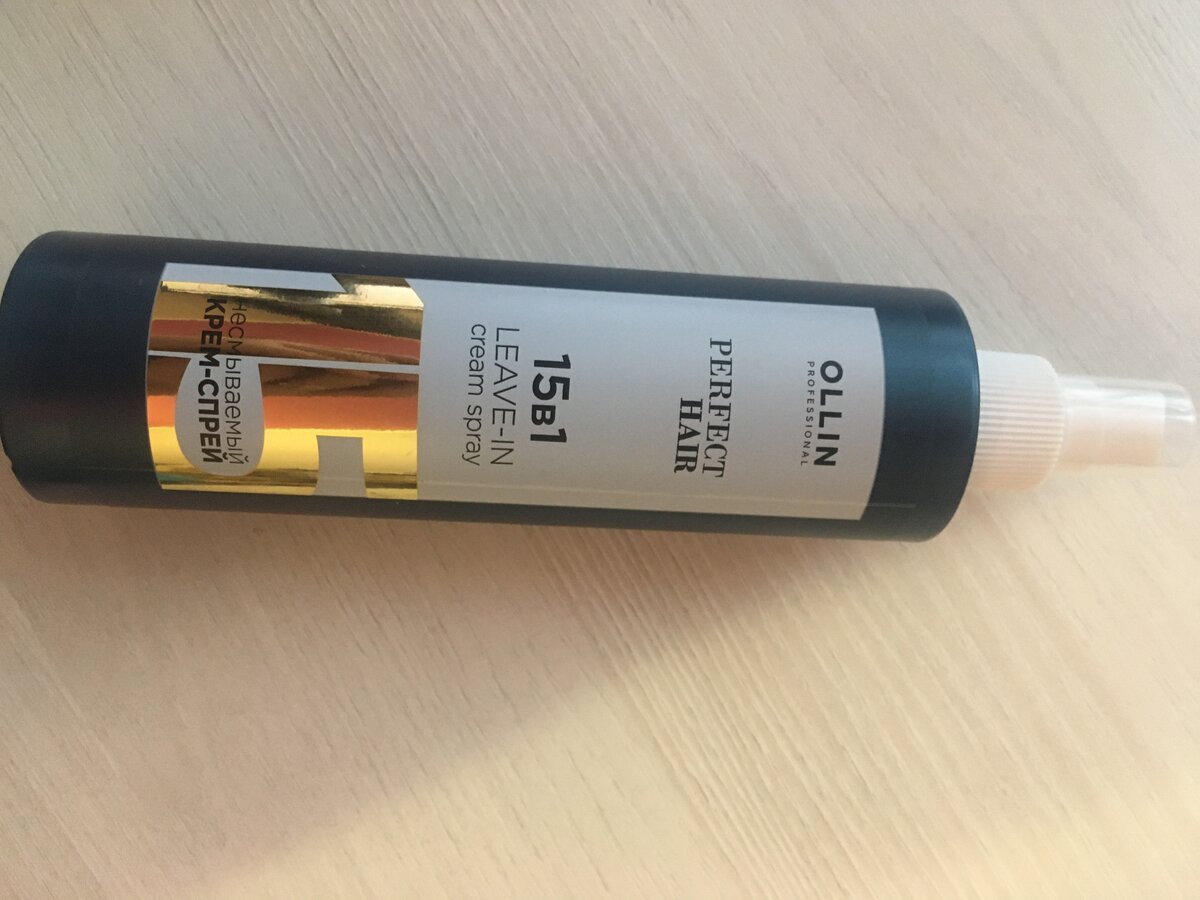 OLLIN
PROFESSIONAL
PERFECT
HAIR
15в1
LEAVE-IN
cream spray
несмываемый
КРЕМ-СПРЕЙ